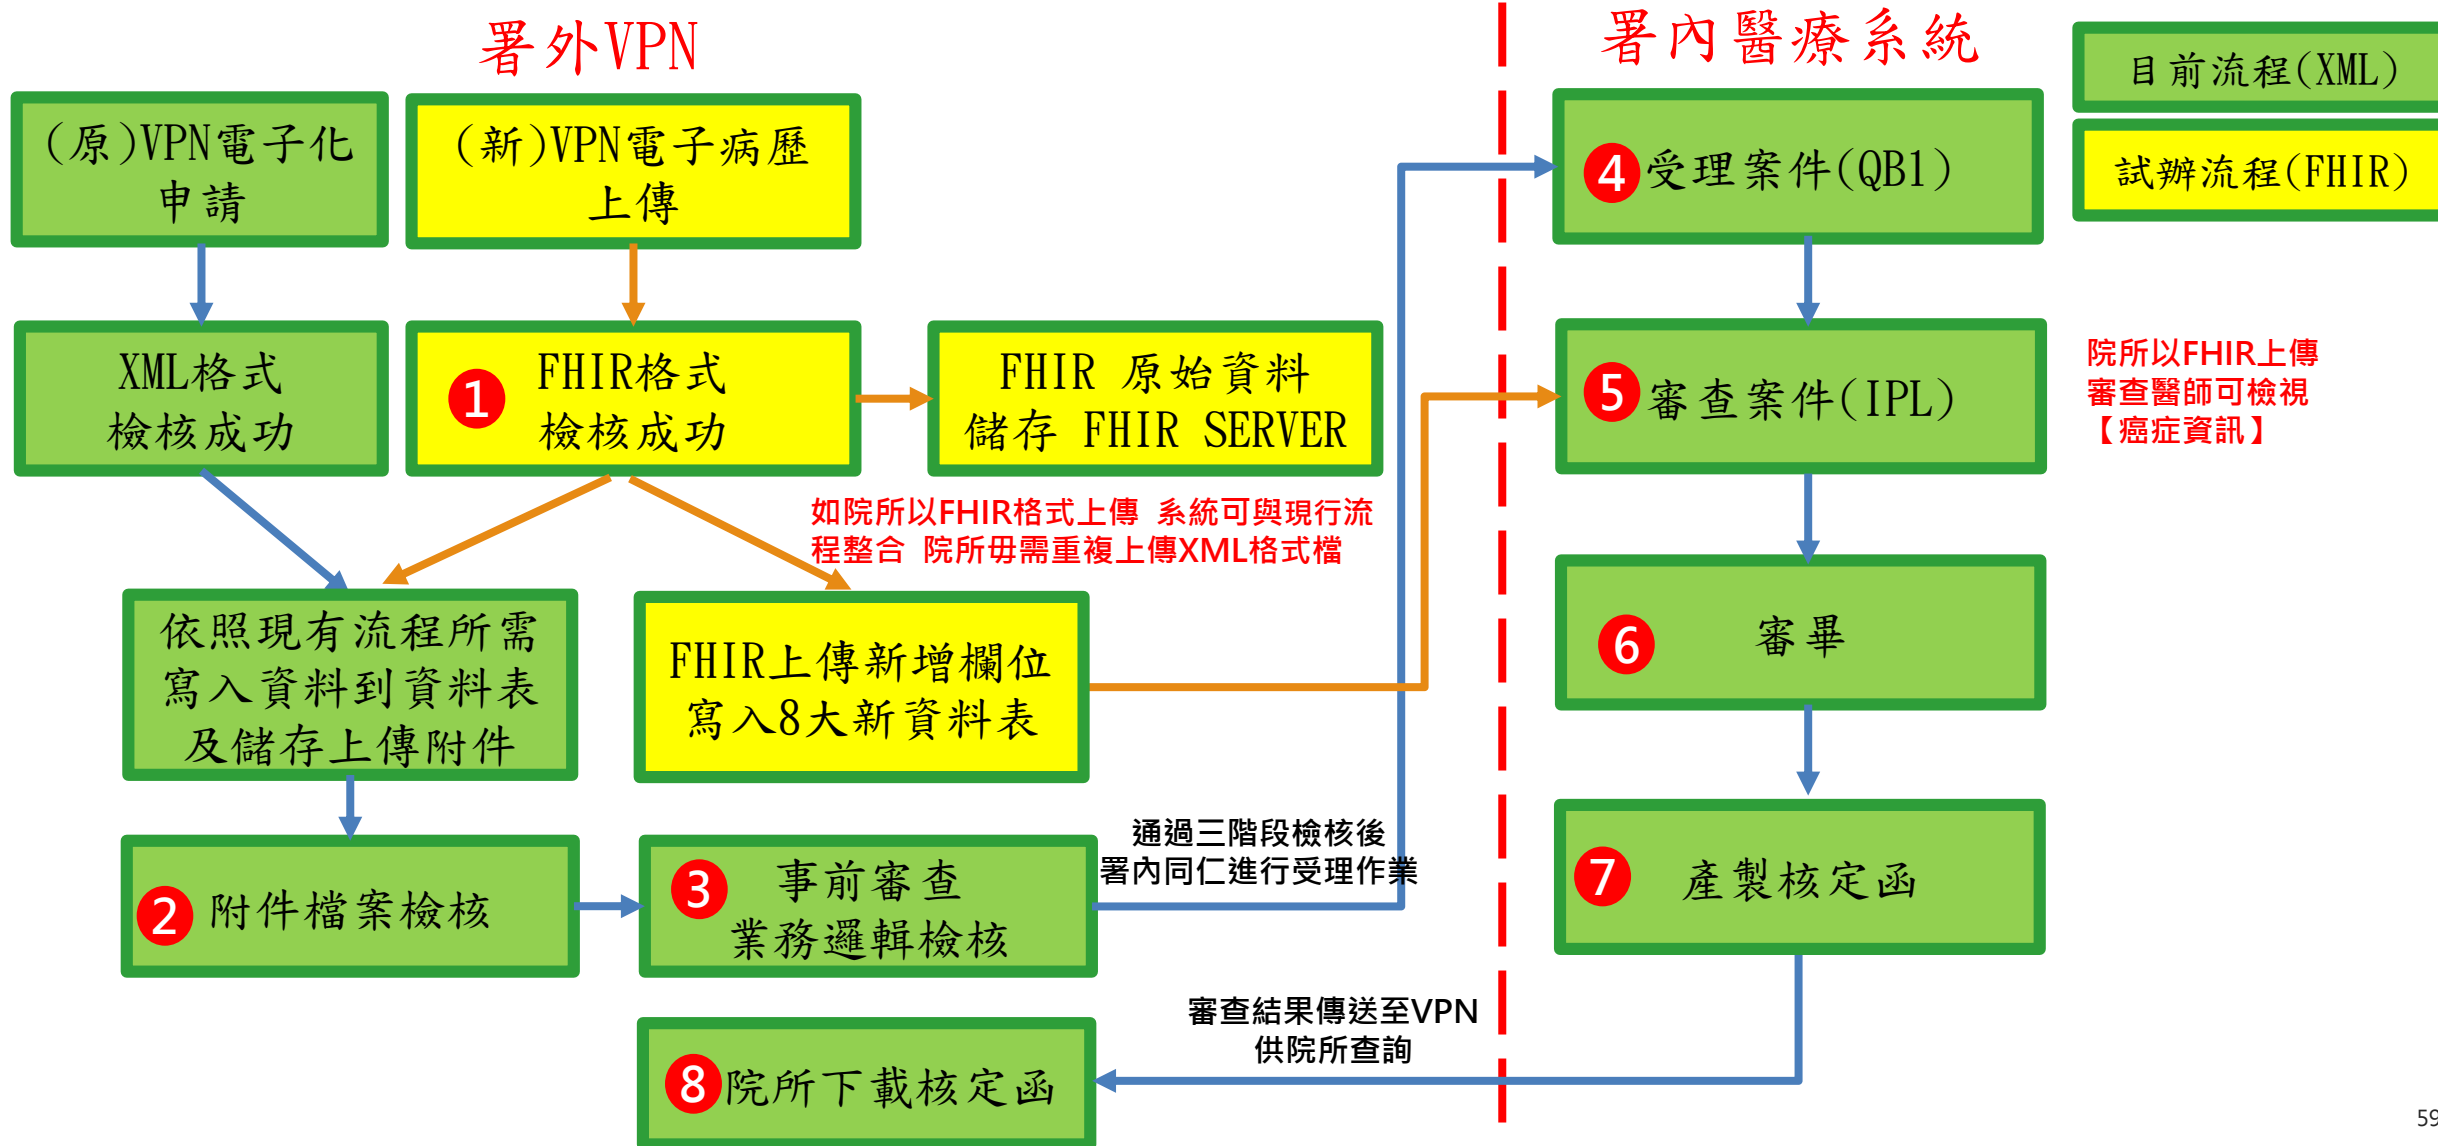 署外VPN
署內醫療系統
目前流程(XML)
試辦流程(FHIR)
(原)VPN電子化
申請
(新)VPN電子病歷
上傳
4 受理案件(QB1)
XML格式
檢核成功
1 FHIR格式
檢核成功
FHIR 原始資料
儲存 FHIR SERVER
5 審查案件(IPL)
院所以FHIR上傳
審查醫師可檢視
【癌症資訊】
如院所以FHIR格式上傳 系統可與現行流
程整合 院所毋需重複上傳XML格式檔
依照現有流程所需
寫入資料到資料表
及儲存上傳附件
FHIR上傳新增欄位
寫入8大新資料表
6 審畢
2 附件檔案檢核
3 事前審查
業務邏輯檢核
通過三階段檢核後
署內同仁進行受理作業
7 產製核定函
審查結果傳送至VPN
供院所查詢
8 院所下載核定函
59